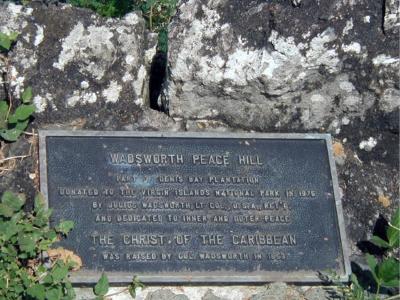 WADSWORTH PEACE HILL
PART OF DENIS BAY PLANTATION
DONATED TO THE VIRGIN ISLANDS NATIONAL PARK IN 1975
BY JULIUS WADSWORTH, LT. COL.
AND DEDICATED TO INNER AND OUTER PEACE
THE CHRIST OF THE CARIBBEAN
WAS RAISED BY COL. WADSWORTH IN 1953